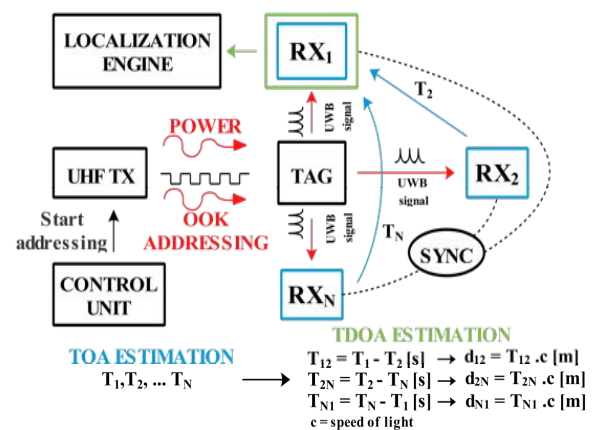 LOCALIZATION
ENGINE
RX1
T2
POWER
UWB
signal
UHF TX
TAG
UWB
signal
RX2
Start
addressing
OOK
ADDRESSING
UWB
signal
TN
SYNC
CONTROL
UNIT
RXN
TDOA ESTIMATION
TOA ESTIMATION
T1,T2, ... TN
T12 = T1 - T2 [s] → d12 = T12 .c [m]
T2N = T2 - TN [s] → d2N = T2N .c [m]
TN1 = TN - T1 [s] → dN1 = TN1 .c [m]
c = speed of light